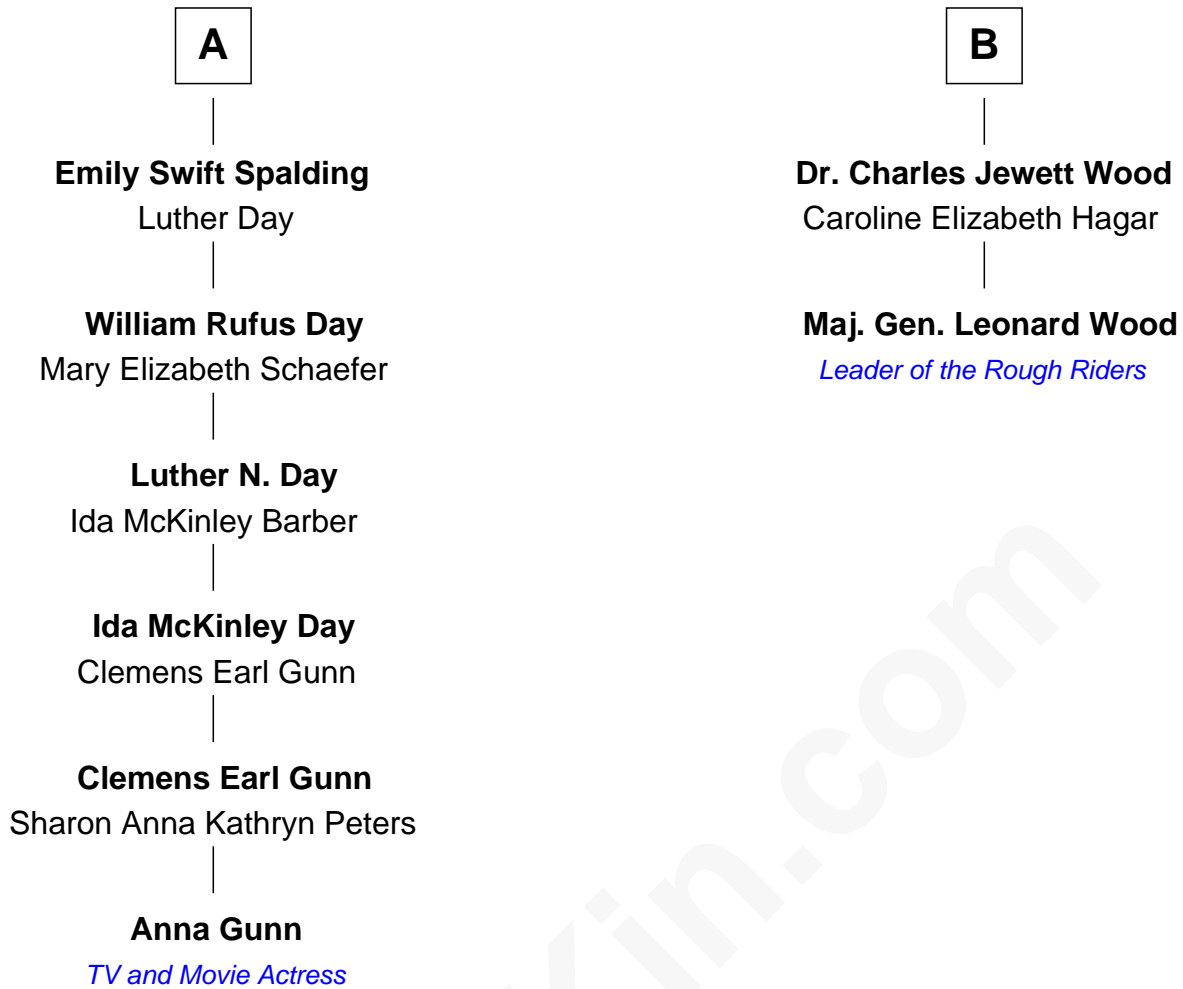 A
Emily Swift Spalding
Luther Day
William Rufus Day
Mary Elizabeth Schaefer
Luther N. Day
Ida McKinley Barber
Ida McKinley Day
Clemens Earl Gunn
Clemens Earl Gunn
Sharon Anna Kathryn Peters
Anna Gunn
TV and Movie Actress
B
Dr. Charles Jewett Wood
Caroline Elizabeth Hagar
Maj. Gen. Leonard Wood
Leader of the Rough Riders
Kin.com